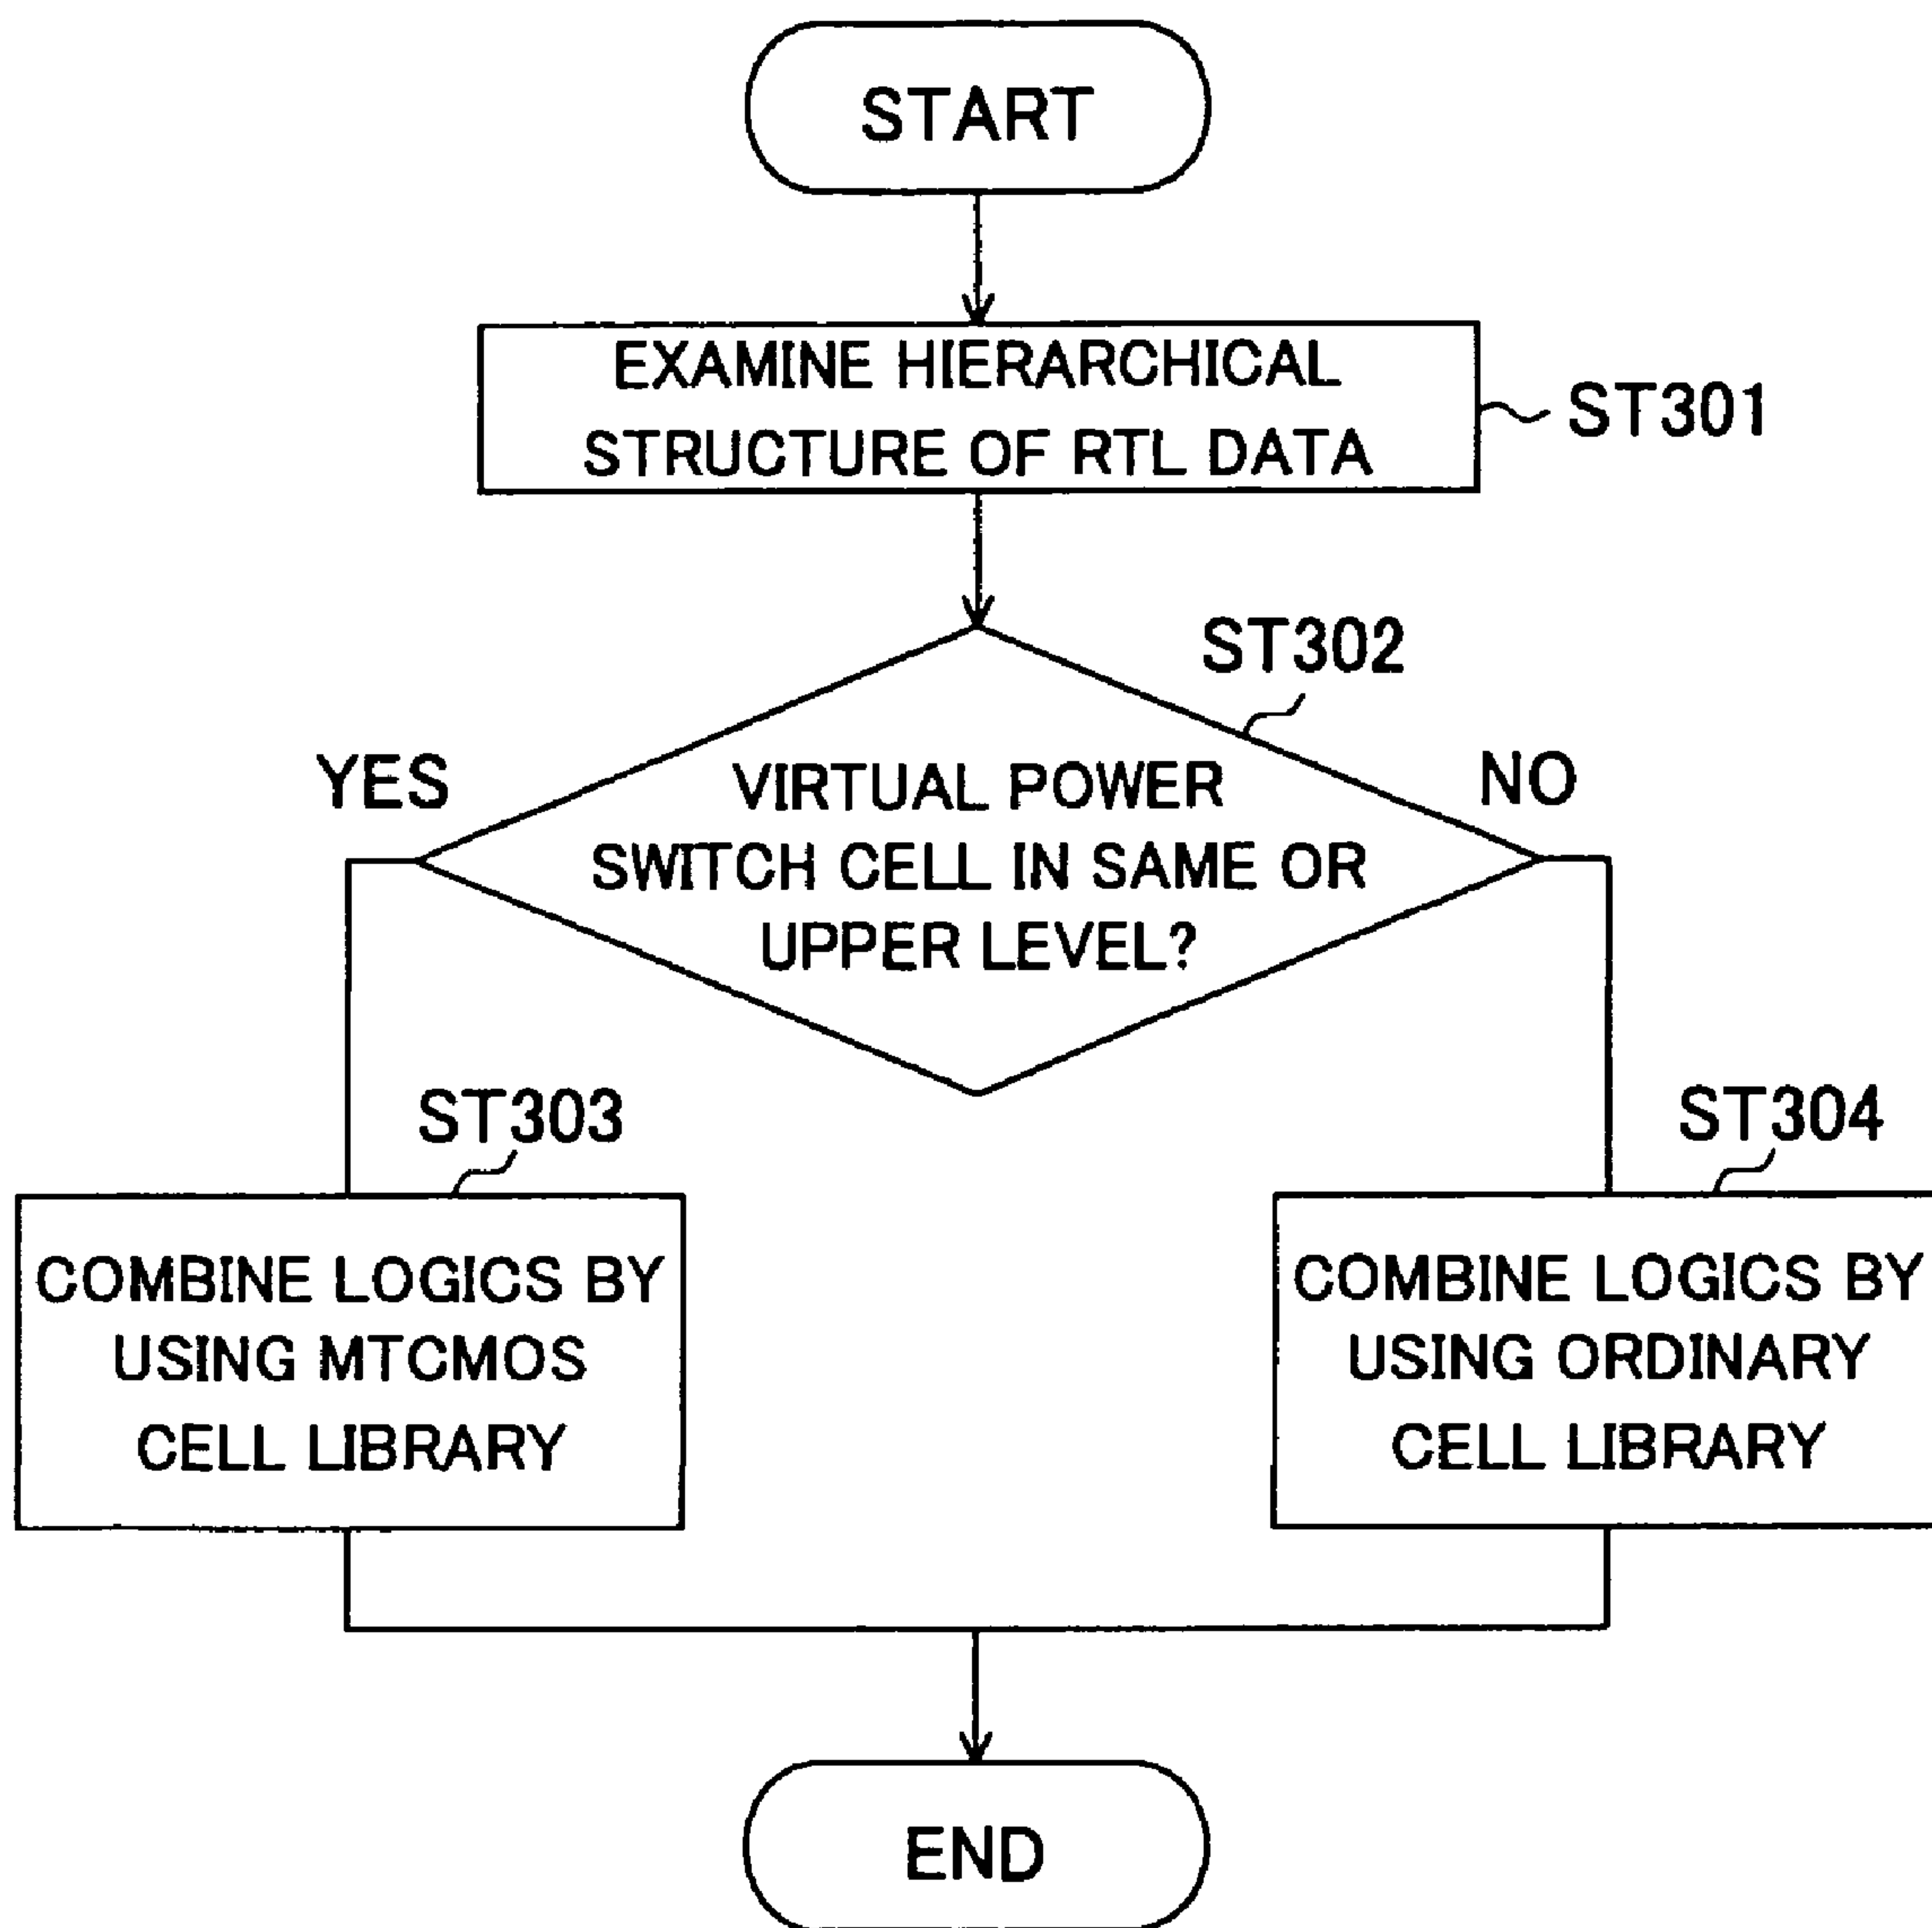 START
EXAMINE HIERARCHICAL
STRUCTURE OF RTL DATA
ST301
ST302
YES
NO
VIRTUAL POWER
SWITCH CELL IN SAME OR
UPPER LEVEL?
ST303
COMBINE LOGICS BY
USING MTCMOS
CELL LIBRARY
ST304
COMBINE LOGICS BY
USING ORDINARY
CELL LIBRARY
END